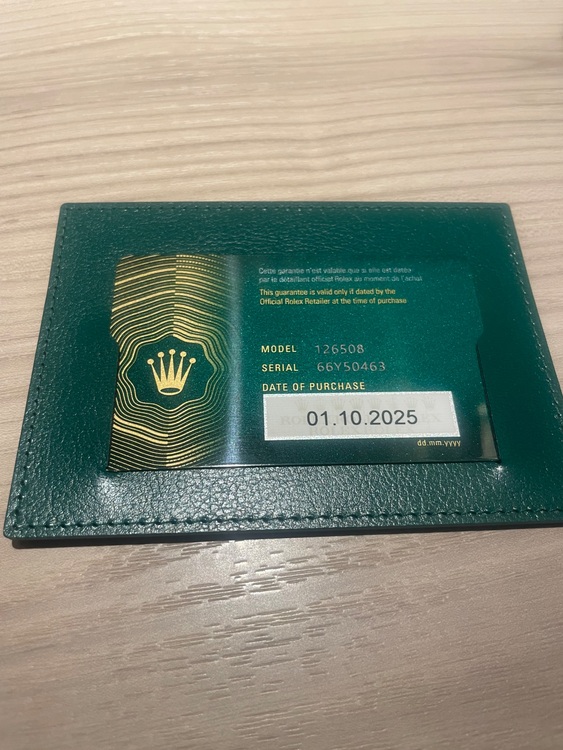 Cette garantie n'est valable que si elle est datée
par le détaillant officiel Rolex au moment de l'achat
This guarantee is valid only if dated by the
Official Rolex Retailer at the time of purchase
MODEL 126508
SERIAL 66Y50463
DATE OF PURCHASE
01.10.2025
dd.mm.yyyy